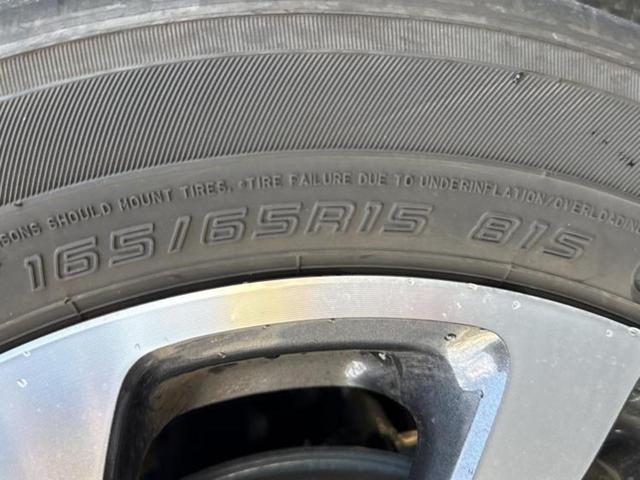 SHOULD MOUNT TIRES. •TIRE FAILURE DUE TO UNDERINFLATION/OVERLOADING
165/65R15 81S